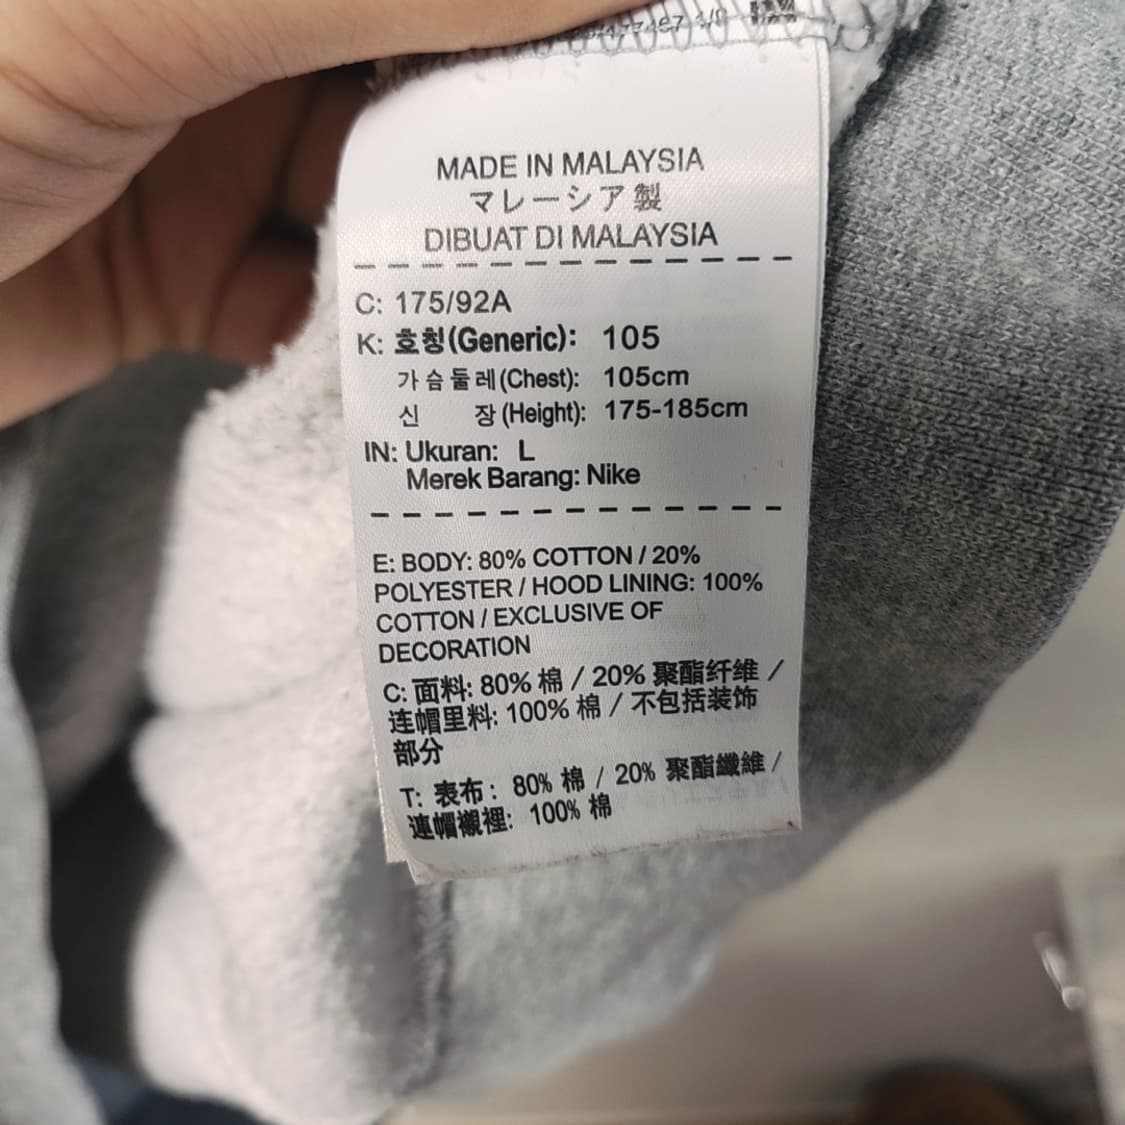 MADE IN MALAYSIA
マレーシア製
DIBUAT DI MALAYSIA
C: 175/92A
K: 호칭(Generic): 105
가슴둘레(Chest): 105cm
신 장(Height): 175-185cm
IN: Ukuran: L
Merek Barang: Nike
E: BODY: 80% COTTON / 20%
POLYESTER / HOOD LINING: 100%
COTTON / EXCLUSIVE OF
DECORATION
C: 面料: 80% 棉 / 20% 聚酯纤维 /
连帽里料: 100% 棉 / 不包括装饰
部分
T: 表布: 80% 棉 / 20% 聚酯纖維 /
連帽襯裡: 100% 棉